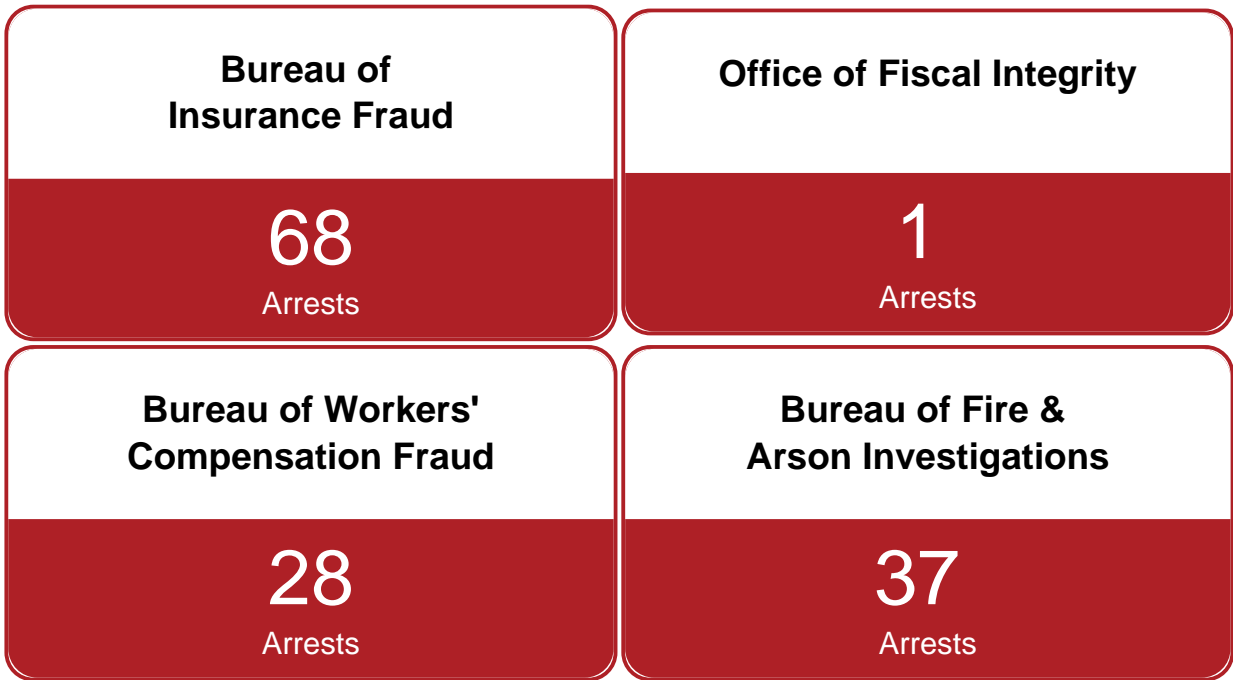 Bureau of
Insurance Fraud
68
Arrests
Office of Fiscal Integrity
1
Arrests
Bureau of Workers'
Compensation Fraud
28
Arrests
Bureau of Fire &
Arson Investigations
37
Arrests